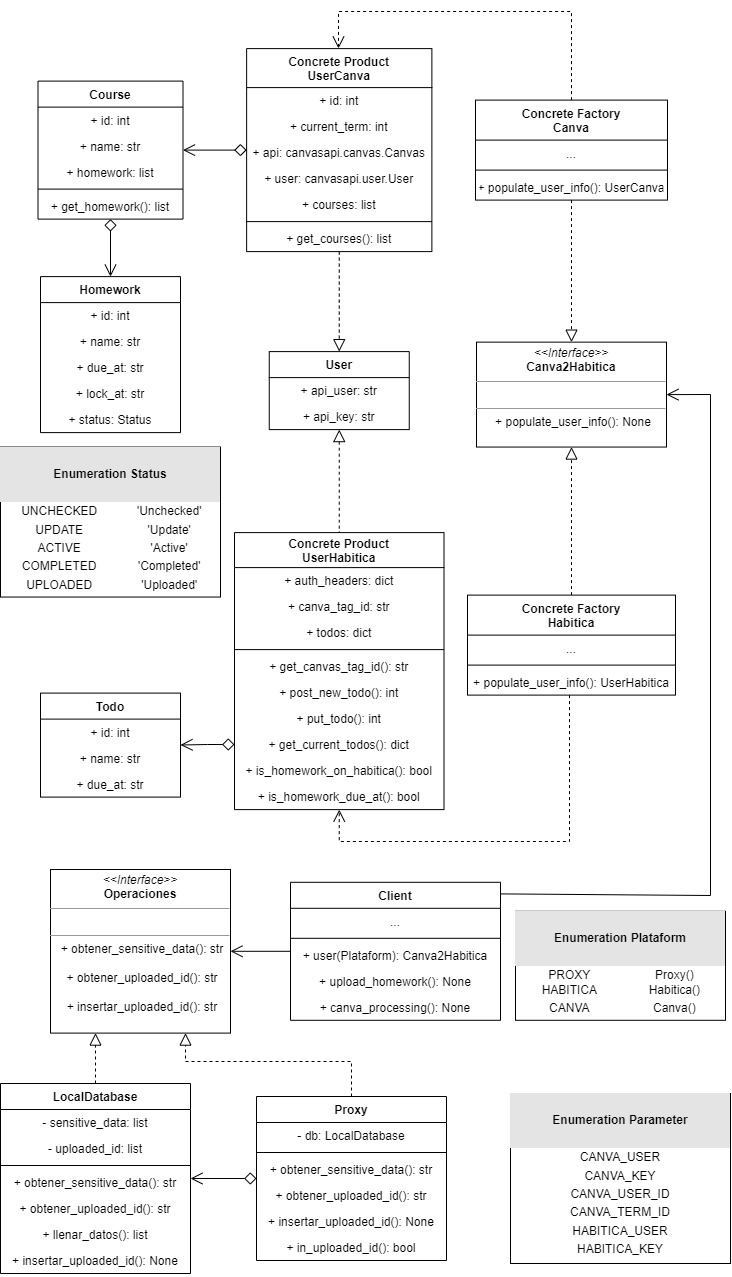 Concrete Product
UserCanva
+ id: int
+ current_term: int
+ api: canvasapi.canvas.Canvas
+ user: canvasapi.user.User
+ courses: list
+ get_courses(): list
Course
+ id: int
+ name: str
+ homework: list
+ get_homework(): list
Concrete Factory
Canva
...
+ populate_user_info(): UserCanva
Homework
+ id: int
+ name: str
+ due_at: str
+ lock_at: str
+ status: Status
User
+ api_user: str
+ api_key: str
<<Interface>>
Canva2Habitica
+ populate_user_info(): None
Enumeration Status
UNCHECKED 'Unchecked'
UPDATE 'Update'
ACTIVE 'Active'
COMPLETED 'Completed'
UPLOADED 'Uploaded'
Concrete Product
UserHabitica
+ auth_headers: dict
+ canva_tag_id: str
+ todos: dict
+ get_canvas_tag_id(): str
+ post_new_todo(): int
+ put_todo(): int
+ get_current_todos(): dict
+ is_homework_on_habitica(): bool
+ is_homework_due_at(): bool
Concrete Factory
Habitica
...
+ populate_user_info(): UserHabitica
Todo
+ id: int
+ name: str
+ due_at: str
<<Interface>>
Operaciones
+ obtener_sensitive_data(): str
+ obtener_uploaded_id(): str
+ insertar_uploaded_id(): str
Client
...
+ user(Plataform): Canva2Habitica
+ upload_homework(): None
+ canva_processing(): None
Enumeration Plataform
PROXY Proxy()
HABITICA Habitica()
CANVA Canva()
LocalDatabase
- sensitive_data: list
- uploaded_id: list
+ obtener_sensitive_data(): str
+ obtener_uploaded_id(): str
+ llenar_datos(): list
+ insertar_uploaded_id(): None
Proxy
- db: LocalDatabase
+ obtener_sensitive_data(): str
+ obtener_uploaded_id(): str
+ insertar_uploaded_id(): None
+ in_uploaded_id(): bool
Enumeration Parameter
CANVA_USER
CANVA_KEY
CANVA_USER_ID
CANVA_TERM_ID
HABITICA_USER
HABITICA_KEY